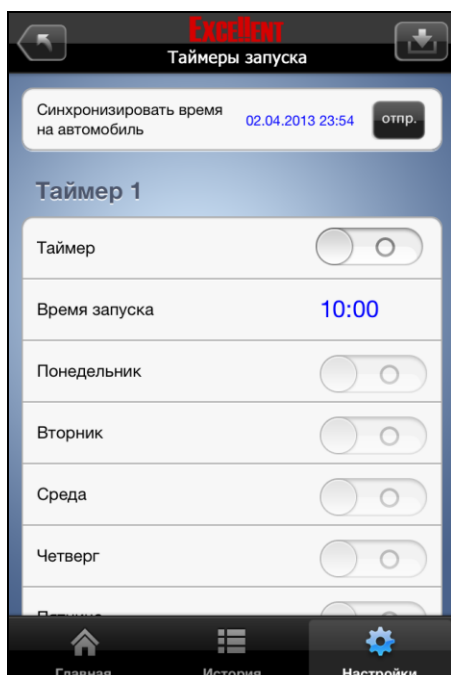 EXCELLENT
Таймеры запуска
Синхронизировать время
на автомобиль
02.04.2013 23:54
отпр.
Таймер 1
Таймер
Время запуска
10:00
Понедельник
Вторник
Среда
Четверг
Пятница
Главная
История
Настройки